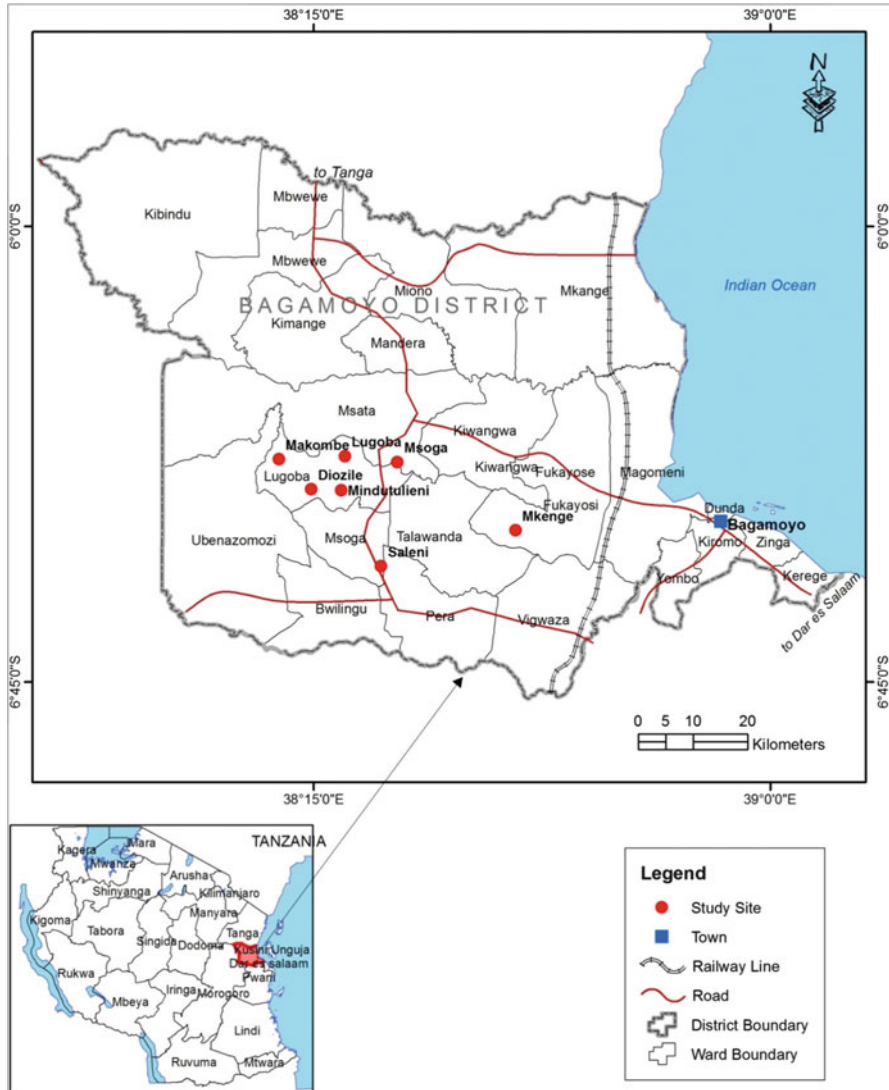 38°15'0"E
39°0'0"E
N
to Tanga
Mbwewe
Kibindu
6°0'0"S
6°0'0"S
Mbwewe
Miono
Mkange
Indian Ocean
BAGAMOYO DISTRICT
Kimange
Mandera
Msata
Kiwangwa
Makombe
Lugoba
Msoga
Lugoba
Diozile
Kiwangwa
Fukayose
Magomeni
Mindutulieni
Fukayosi
Dunda
Mkenge
Bagamoyo
Ubenazomozi
Msoga
Talawanda
Kiromo
Zinga
Saleni
Yombo
Kerege
Bwilingu
Pera
Vigwaza
to Dar es Salaam
6°45'0"S
6°45'0"S
0 5 10 20
Kilometers
38°15'0"E
39°0'0"E
TANZANIA
Kagera
Mara
Mwanza
Arusha
Shinyanga
Kilimanjaro
Manyara
Kigoma
Tabora
Tanga
Singida
Dodoma
Kusini Unguja
Dar es salaam
Rukwa
Pwani
Iringa
Morogoro
Mbeya
Lindi
Ruvuma
Mtwara
Legend
Study Site
Town
Railway Line
Road
District Boundary
Ward Boundary